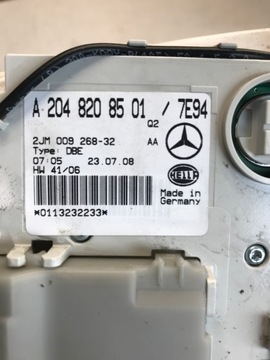 A 204 820 85 01 / 7E94
Q2
2JM 009 268-32 AA
Type: DBE
07:05 23.07.08
HW 41/06
HELLA
Made in
Germany
*0113232233*